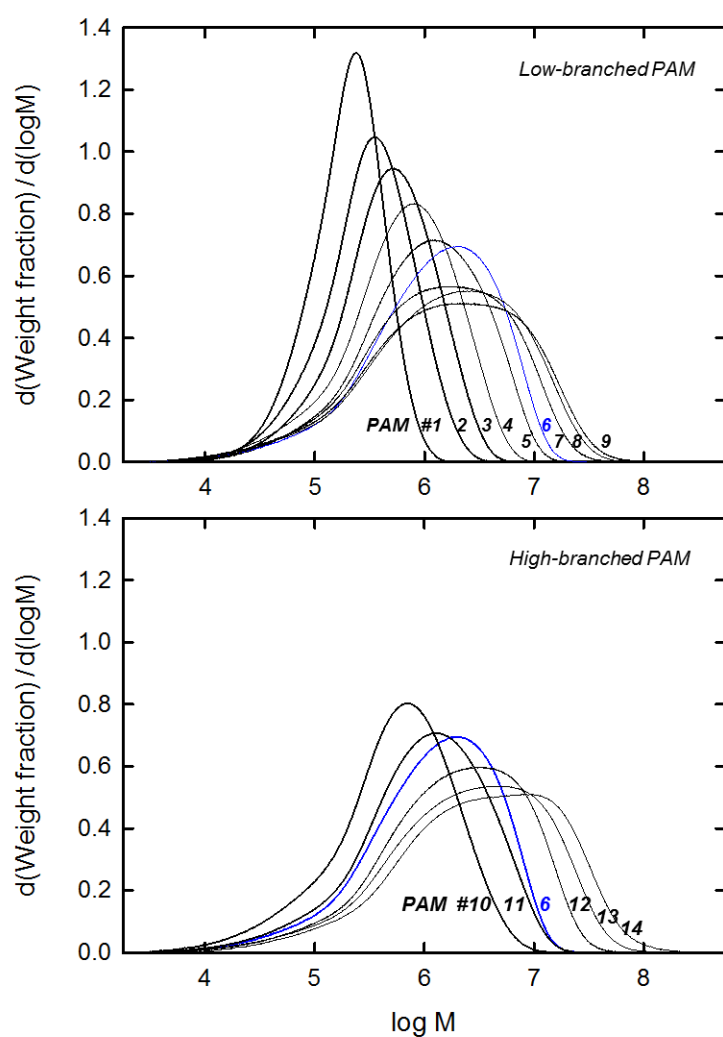 1.4
1.2
1.0
0.8
0.6
0.4
0.2
0.0
d(Weight fraction) / d(logM)
Low-branched PAM
PAM #1 2 3 4 5 6 7 8 9
4 5 6 7 8
1.4
1.2
1.0
0.8
0.6
0.4
0.2
0.0
d(Weight fraction) / d(logM)
High-branched PAM
PAM #10 11 6 12 13 14
4 5 6 7 8
log M